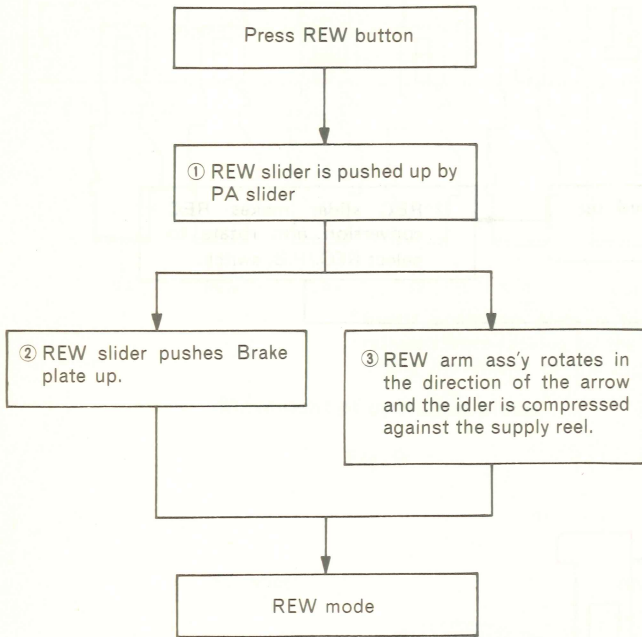 Press REW button
① REW slider is pushed up by
PA slider
② REW slider pushes Brake
plate up.
③ REW arm ass'y rotates in
the direction of the arrow
and the idler is compressed
against the supply reel.
REW mode